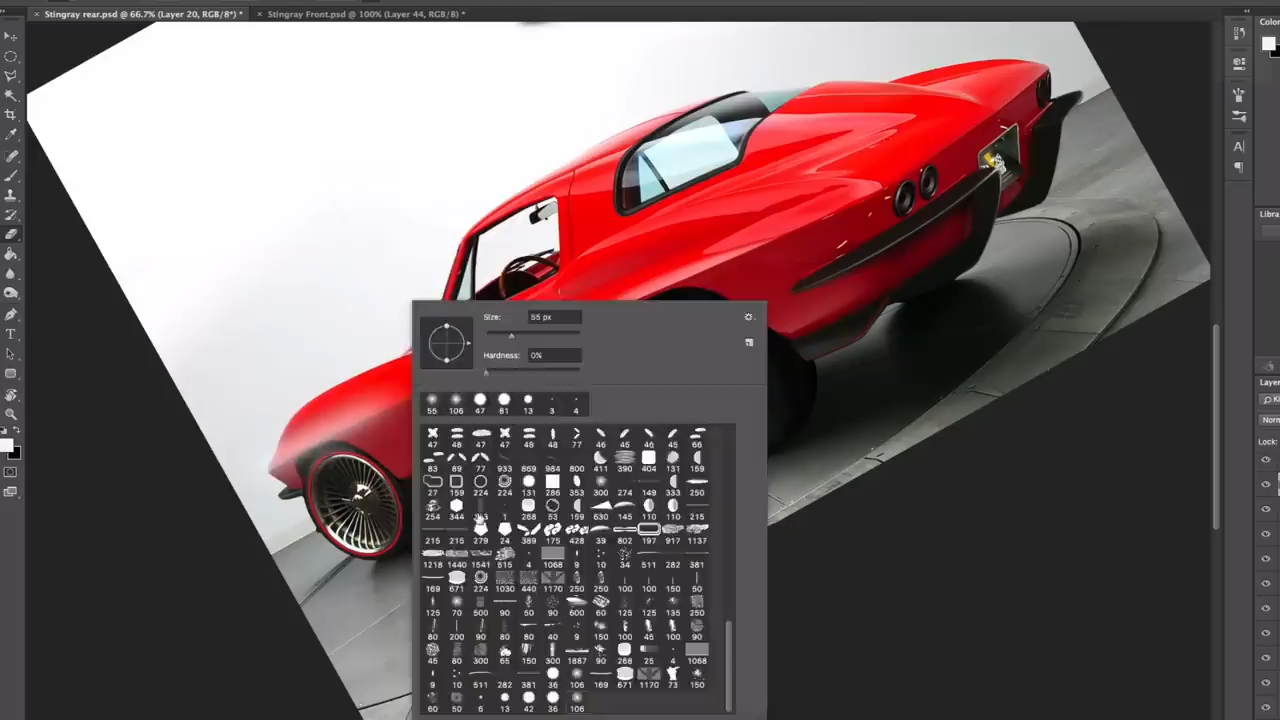 × Stingray rear.psd @ 66.7% (Layer 20, RGB/8*) * × Stingray Front.psd @ 100% (Layer 44, RGB/8) *
Color
A|
Libra
T
Size: 55 px
Hardness: 0%
Layer
55 106 47 81 13 3 4
Norm
47 48 47 47 48 48 77 46 45 46 45 66
Lock:
83 89 77 933 869 984 800 411 390 404 131 159
27 159 224 224 131 286 353 300 274 149 333 250
254 344 1 268 53 159 630 145 110 110 215
215 215 279 24 389 175 428 39 802 197 917 1137
1218 1440 1541 515 4 1068 9 10 34 511 282 381
169 671 224 1030 440 1170 250 250 100 100 150 50
125 70 500 90 50 90 600 60 125 125 135 250
80 200 90 80 80 40 9 150 100 45 100 90
45 80 300 65 150 300 1887 90 268 25 4 1068
9 10 511 282 381 36 106 169 671 1170 73 150
60 50 6 13 42 36 106